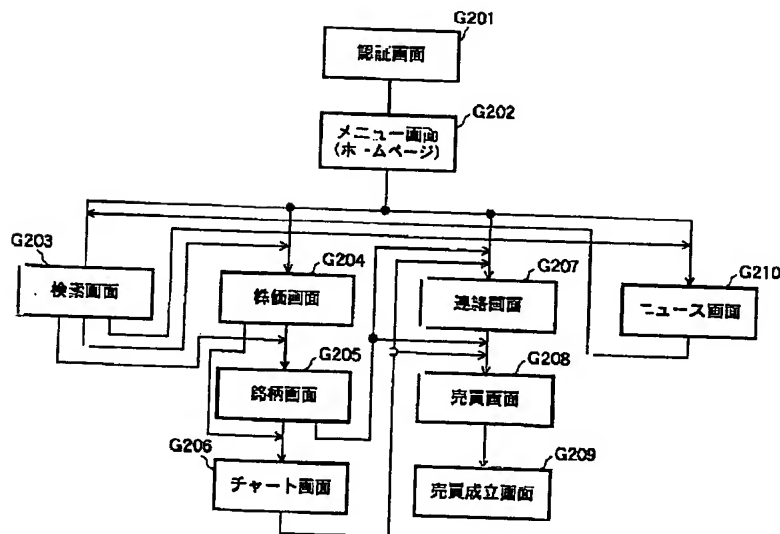 G201
認証画面
G202
メニュー画面
(ホームページ)
G203
検索画面
G204
株価画面
G207
連絡画面
G210
ニュース画面
G205
銘柄画面
G208
売買画面
G206
チャート画面
G209
売買成立画面